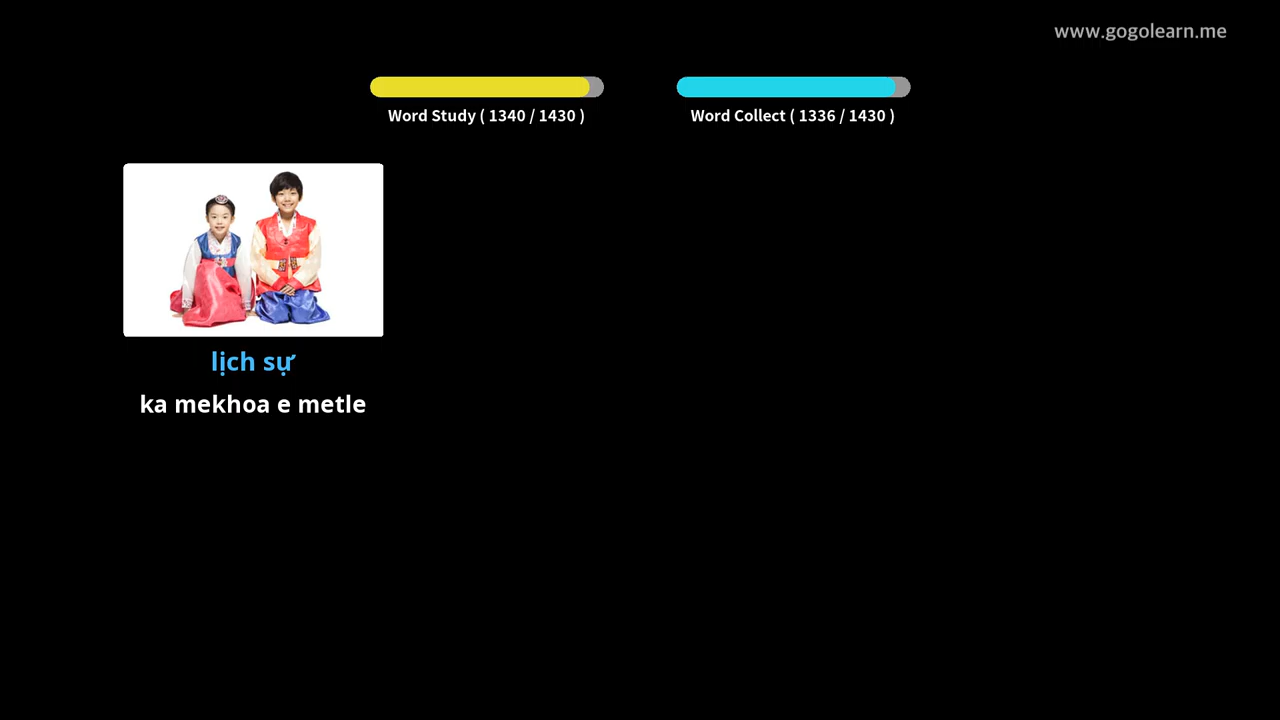 www.gogolearn.me
Word Study ( 1340 / 1430 )
Word Collect ( 1336 / 1430 )
lịch sự
ka mekhoa e metle